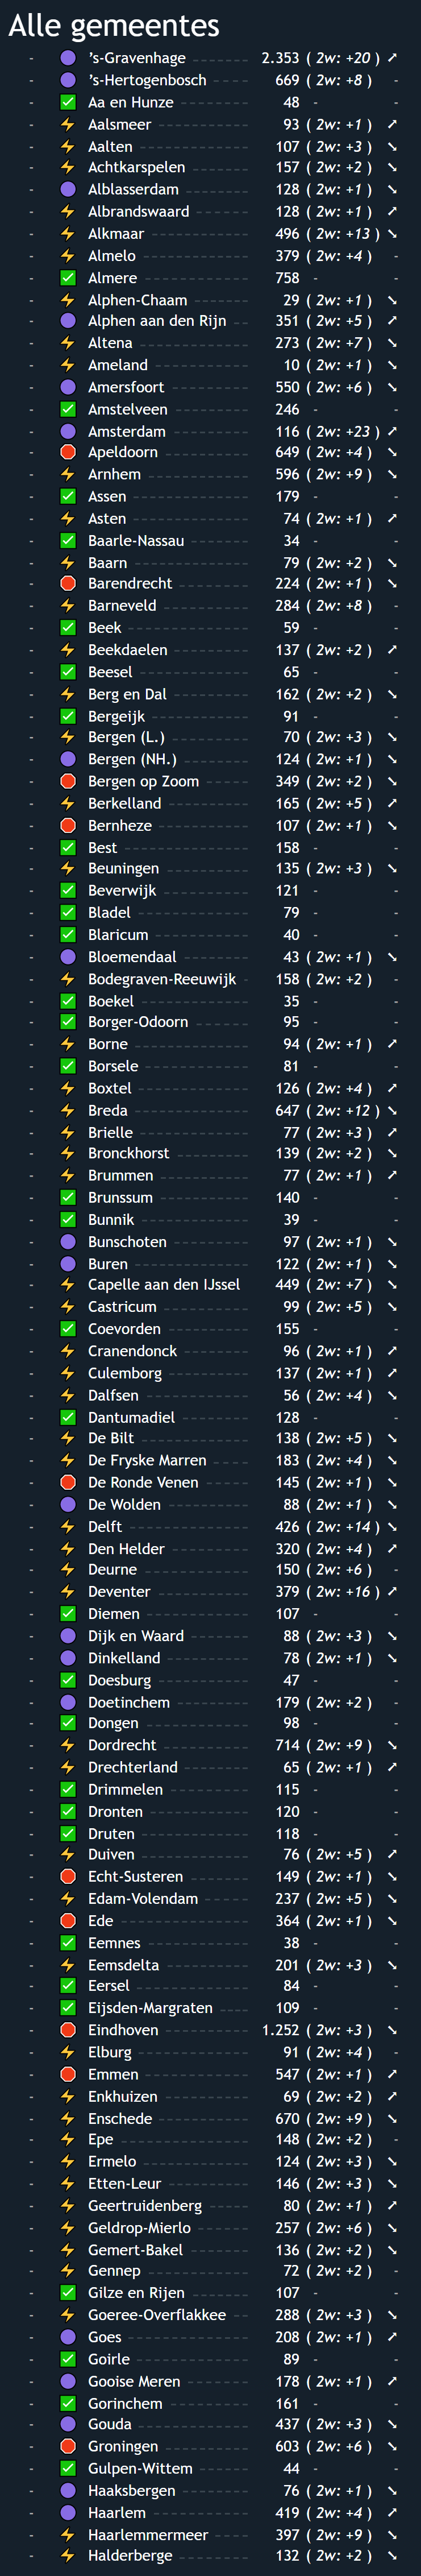 Alle gemeentes
- 's-Gravenhage 2.353 ( 2w: +20 ) ➚
- 's-Hertogenbosch 669 ( 2w: +8 ) -
- ✅ Aa en Hunze 48 - -
- ⚡ Aalsmeer 93 ( 2w: +1 ) ➚
- ⚡ Aalten 107 ( 2w: +3 ) ➘
- ⚡ Achtkarspelen 157 ( 2w: +2 ) ➘
- Alblasserdam 128 ( 2w: +1 ) ➘
- ⚡ Albrandswaard 128 ( 2w: +1 ) ➚
- ⚡ Alkmaar 496 ( 2w: +13 ) ➘
- ⚡ Almelo 379 ( 2w: +4 ) -
- ✅ Almere 758 - -
- ⚡ Alphen-Chaam 29 ( 2w: +1 ) ➘
- Alphen aan den Rijn 351 ( 2w: +5 ) ➚
- ⚡ Altena 273 ( 2w: +7 ) ➘
- ⚡ Ameland 10 ( 2w: +1 ) ➘
- Amersfoort 550 ( 2w: +6 ) ➘
- ✅ Amstelveen 246 - -
- Amsterdam 116 ( 2w: +23 ) ➚
- Apeldoorn 649 ( 2w: +4 ) ➘
- ⚡ Arnhem 596 ( 2w: +9 ) ➘
- ✅ Assen 179 - -
- ⚡ Asten 74 ( 2w: +1 ) ➚
- ✅ Baarle-Nassau 34 - -
- ⚡ Baarn 79 ( 2w: +2 ) ➘
- Barendrecht 224 ( 2w: +1 ) ➘
- ⚡ Barneveld 284 ( 2w: +8 ) -
- ✅ Beek 59 - -
- ⚡ Beekdaelen 137 ( 2w: +2 ) ➚
- ✅ Beesel 65 - -
- ⚡ Berg en Dal 162 ( 2w: +2 ) ➘
- ✅ Bergeijk 91 - -
- ⚡ Bergen (L.) 70 ( 2w: +3 ) ➘
- Bergen (NH.) 124 ( 2w: +1 ) ➘
- Bergen op Zoom 349 ( 2w: +2 ) ➘
- ⚡ Berkelland 165 ( 2w: +5 ) ➚
- Bernheze 107 ( 2w: +1 ) ➘
- ✅ Best 158 - -
- ⚡ Beuningen 135 ( 2w: +3 ) ➘
- ✅ Beverwijk 121 - -
- ✅ Bladel 79 - -
- ✅ Blaricum 40 - -
- Bloemendaal 43 ( 2w: +1 ) ➘
- ⚡ Bodegraven-Reeuwijk 158 ( 2w: +2 ) -
- ✅ Boekel 35 - -
- ✅ Borger-Odoorn 95 - -
- ⚡ Borne 94 ( 2w: +1 ) ➚
- ✅ Borsele 81 - -
- ⚡ Boxtel 126 ( 2w: +4 ) ➚
- ⚡ Breda 647 ( 2w: +12 ) ➘
- ⚡ Brielle 77 ( 2w: +3 ) ➚
- ⚡ Bronckhorst 139 ( 2w: +2 ) ➘
- ⚡ Brummen 77 ( 2w: +1 ) ➚
- ✅ Brunssum 140 - -
- ✅ Bunnik 39 - -
- Bunschoten 97 ( 2w: +1 ) ➘
- Buren 122 ( 2w: +1 ) ➘
- ⚡ Capelle aan den IJssel 449 ( 2w: +7 ) ➘
- ⚡ Castricum 99 ( 2w: +5 ) ➘
- ✅ Coevorden 155 - -
- ⚡ Cranendonck 96 ( 2w: +1 ) ➚
- ⚡ Culemborg 137 ( 2w: +1 ) ➚
- ⚡ Dalfsen 56 ( 2w: +4 ) ➘
- ✅ Dantumadiel 128 - -
- ⚡ De Bilt 138 ( 2w: +5 ) ➘
- ⚡ De Fryske Marren 183 ( 2w: +4 ) ➘
- De Ronde Venen 145 ( 2w: +1 ) ➘
- De Wolden 88 ( 2w: +1 ) ➘
- ⚡ Delft 426 ( 2w: +14 ) ➘
- ⚡ Den Helder 320 ( 2w: +4 ) ➚
- ⚡ Deurne 150 ( 2w: +6 ) -
- ⚡ Deventer 379 ( 2w: +16 ) ➚
- ✅ Diemen 107 - -
- Dijk en Waard 88 ( 2w: +3 ) ➘
- Dinkelland 78 ( 2w: +1 ) ➘
- ✅ Doesburg 47 - -
- Doetinchem 179 ( 2w: +2 ) -
- ✅ Dongen 98 - -
- ⚡ Dordrecht 714 ( 2w: +9 ) ➘
- ⚡ Drechterland 65 ( 2w: +1 ) ➚
- ✅ Drimmelen 115 - -
- ✅ Dronten 120 - -
- ✅ Druten 118 - -
- ⚡ Duiven 76 ( 2w: +5 ) ➚
- Echt-Susteren 149 ( 2w: +1 ) ➘
- ⚡ Edam-Volendam 237 ( 2w: +5 ) ➘
- Ede 364 ( 2w: +1 ) ➘
- ✅ Eemnes 38 - -
- ⚡ Eemsdelta 201 ( 2w: +3 ) ➘
- ✅ Eersel 84 - -
- ✅ Eijsden-Margraten 109 - -
- Eindhoven 1.252 ( 2w: +3 ) ➘
- ⚡ Elburg 91 ( 2w: +4 ) -
- Emmen 547 ( 2w: +1 ) ➚
- ⚡ Enkhuizen 69 ( 2w: +2 ) ➚
- ⚡ Enschede 670 ( 2w: +9 ) ➘
- ⚡ Epe 148 ( 2w: +2 ) -
- ⚡ Ermelo 124 ( 2w: +3 ) ➘
- ⚡ Etten-Leur 146 ( 2w: +3 ) ➘
- ⚡ Geertruidenberg 80 ( 2w: +1 ) ➚
- ⚡ Geldrop-Mierlo 257 ( 2w: +6 ) ➘
- ⚡ Gemert-Bakel 136 ( 2w: +2 ) ➘
- ⚡ Gennep 72 ( 2w: +2 ) -
- ✅ Gilze en Rijen 107 - -
- ⚡ Goeree-Overflakkee 288 ( 2w: +3 ) ➘
- Goes 208 ( 2w: +1 ) ➚
- ✅ Goirle 89 - -
- Gooise Meren 178 ( 2w: +1 ) ➚
- ✅ Gorinchem 161 - -
- Gouda 437 ( 2w: +3 ) ➘
- Groningen 603 ( 2w: +6 ) ➘
- ✅ Gulpen-Wittem 44 - -
- Haaksbergen 76 ( 2w: +1 ) ➘
- Haarlem 419 ( 2w: +4 ) ➚
- ⚡ Haarlemmermeer 397 ( 2w: +9 ) ➘
- ⚡ Halderberge 132 ( 2w: +2 ) ➘